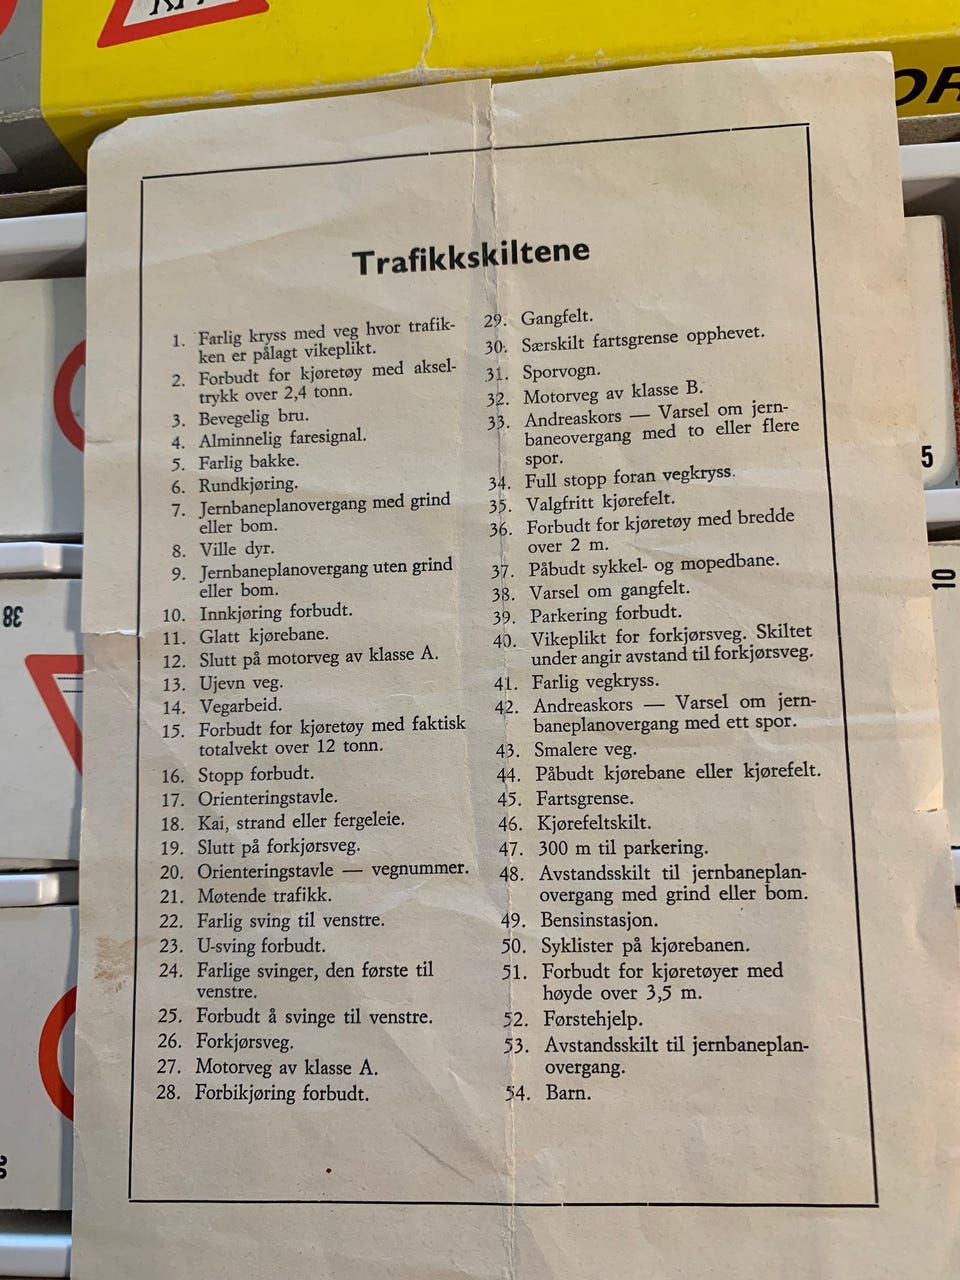 OR
Trafikkskiltene
1. Farlig kryss med veg hvor trafik-
ken er pålagt vikeplikt.
2. Forbudt for kjøretøy med aksel-
trykk over 2,4 tonn.
3. Bevegelig bru.
4. Alminnelig faresignal.
5. Farlig bakke.
6. Rundkjøring.
7. Jernbaneplanovergang med grind
eller bom.
8. Ville dyr.
9. Jernbaneplanovergang uten grind
eller bom.
10. Innkjøring forbudt.
11. Glatt kjørebane.
12. Slutt på motorveg av klasse A.
13. Ujevn veg.
14. Vegarbeid.
15. Forbudt for kjøretøy med faktisk
totalvekt over 12 tonn.
16. Stopp forbudt.
17. Orienteringstavle.
18. Kai, strand eller fergeleie.
19. Slutt på forkjørsveg.
20. Orienteringstavle — vegnummer.
21. Møtende trafikk.
22. Farlig sving til venstre.
23. U-sving forbudt.
24. Farlige svinger, den første til
venstre.
25. Forbudt å svinge til venstre.
26. Forkjørsveg.
27. Motorveg av klasse A.
28. Forbikjøring forbudt.
29. Gangfelt.
30. Særskilt fartsgrense opphevet.
31. Sporvogn.
32. Motorveg av klasse B.
33. Andreaskors — Varsel om jern-
baneovergang med to eller flere
spor.
34. Full stopp foran vegkryss.
35. Valgfritt kjørefelt.
36. Forbudt for kjøretøy med bredde
over 2 m.
37. Påbudt sykkel- og mopedbane.
38. Varsel om gangfelt.
39. Parkering forbudt.
40. Vikeplikt for forkjørsveg. Skiltet
under angir avstand til forkjørsveg.
41. Farlig vegkryss.
42. Andreaskors — Varsel om jern-
baneplanovergang med ett spor.
43. Smalere veg.
44. Påbudt kjørebane eller kjørefelt.
45. Fartsgrense.
46. Kjørefeltskilt.
47. 300 m til parkering.
48. Avstandsskilt til jernbaneplan-
overgang med grind eller bom.
49. Bensinstasjon.
50. Syklister på kjørebanen.
51. Forbudt for kjøretøyer med
høyde over 3,5 m.
52. Førstehjelp.
53. Avstandsskilt til jernbaneplan-
overgang.
54. Barn.
38
5
10